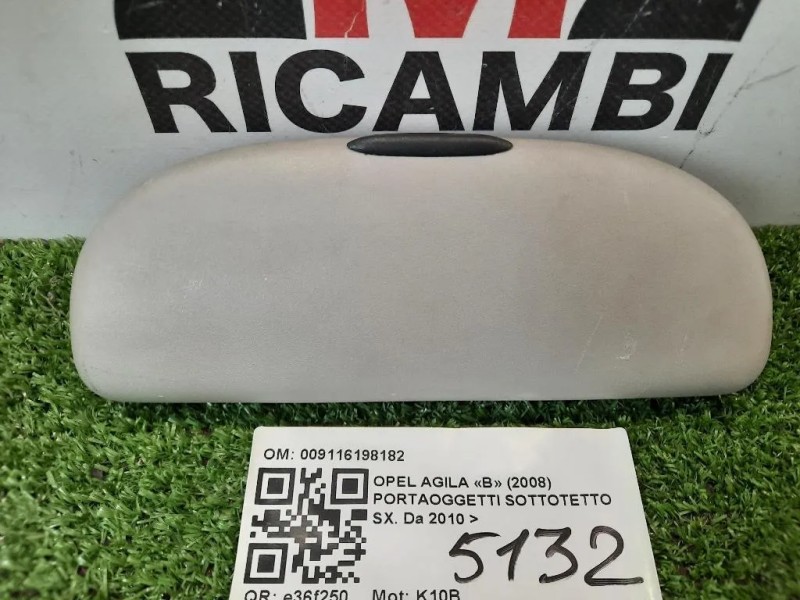 RICAMBI
OM: 009116198182
OPEL AGILA «B» (2008)
PORTAOGGETTI SOTTOTETTO
SX. Da 2010 >
5132
QR: e36f250 Mot: K10B